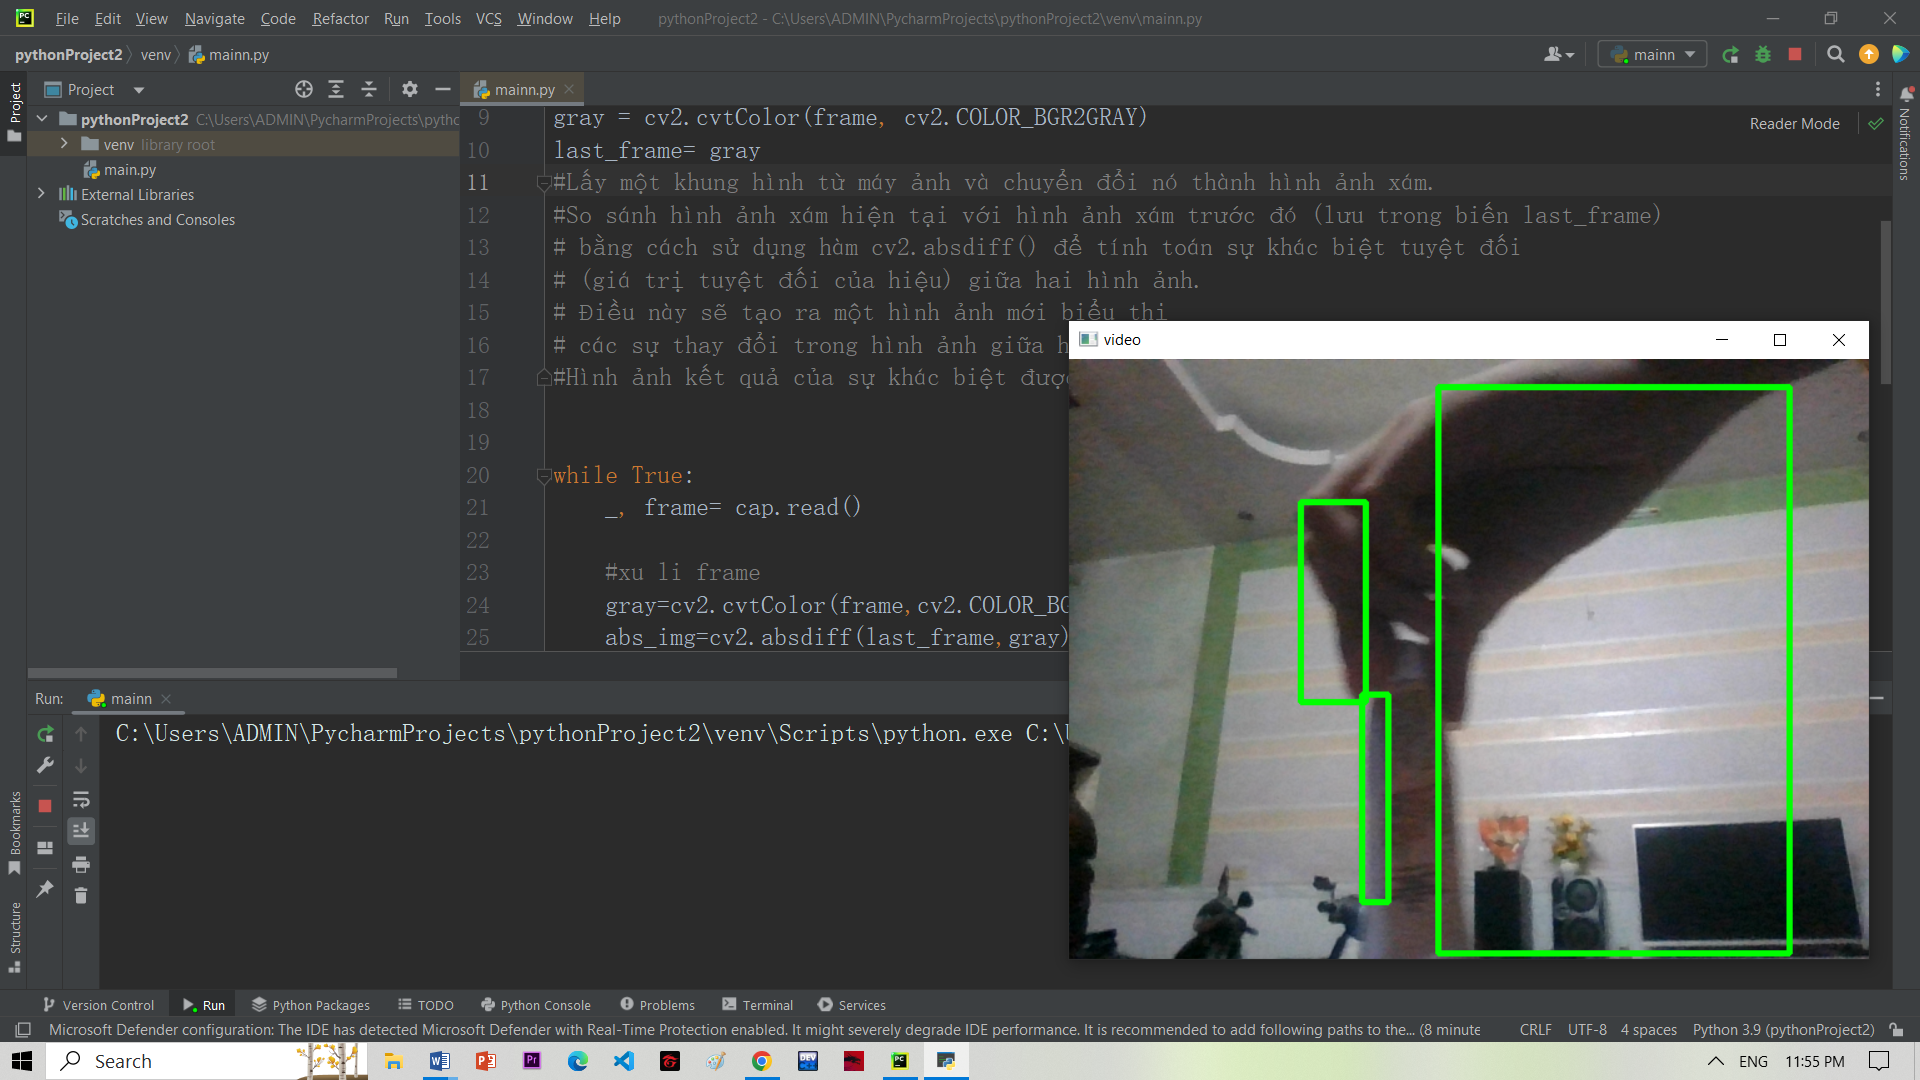 File Edit View Navigate Code Refactor Run Tools VCS Window Help pythonProject2 - C:\Users\ADMIN\PycharmProjects\pythonProject2\venv\mainn.py
pythonProject2 venv mainn.py
mainn
Project
Project
mainn.py
pythonProject2 C:\Users\ADMIN\PycharmProjects\pytho
venv library root
main.py
External Libraries
Scratches and Consoles
Reader Mode
Notifications
9 gray = cv2.cvtColor(frame, cv2.COLOR_BGR2GRAY)
10 last_frame= gray
11 #Lấy một khung hình từ máy ảnh và chuyển đổi nó thành hình ảnh xám.
12 #So sánh hình ảnh xám hiện tại với hình ảnh xám trước đó (lưu trong biến last_frame)
13 # bằng cách sử dụng hàm cv2.absdiff() để tính toán sự khác biệt tuyệt đối
14 # (giá trị tuyệt đối của hiệu) giữa hai hình ảnh.
15 # Điều này sẽ tạo ra một hình ảnh mới biểu thi
16 # các sự thay đổi trong hình ảnh giữa h
17 #Hình ảnh kết quả của sự khác biệt được
18
19
20 while True:
21 _, frame= cap.read()
22
23 #xu li frame
24 gray=cv2.cvtColor(frame,cv2.COLOR_BG
25 abs_img=cv2.absdiff(last_frame,gray)
video
Run: mainn
C:\Users\ADMIN\PycharmProjects\pythonProject2\venv\Scripts\python.exe C:\
Bookmarks
Structure
Version Control Run Python Packages TODO Python Console Problems Terminal Services
Microsoft Defender configuration: The IDE has detected Microsoft Defender with Real-Time Protection enabled. It might severely degrade IDE performance. It is recommended to add following paths to the... (8 minute
CRLF UTF-8 4 spaces Python 3.9 (pythonProject2)
Search
ENG 11:55 PM